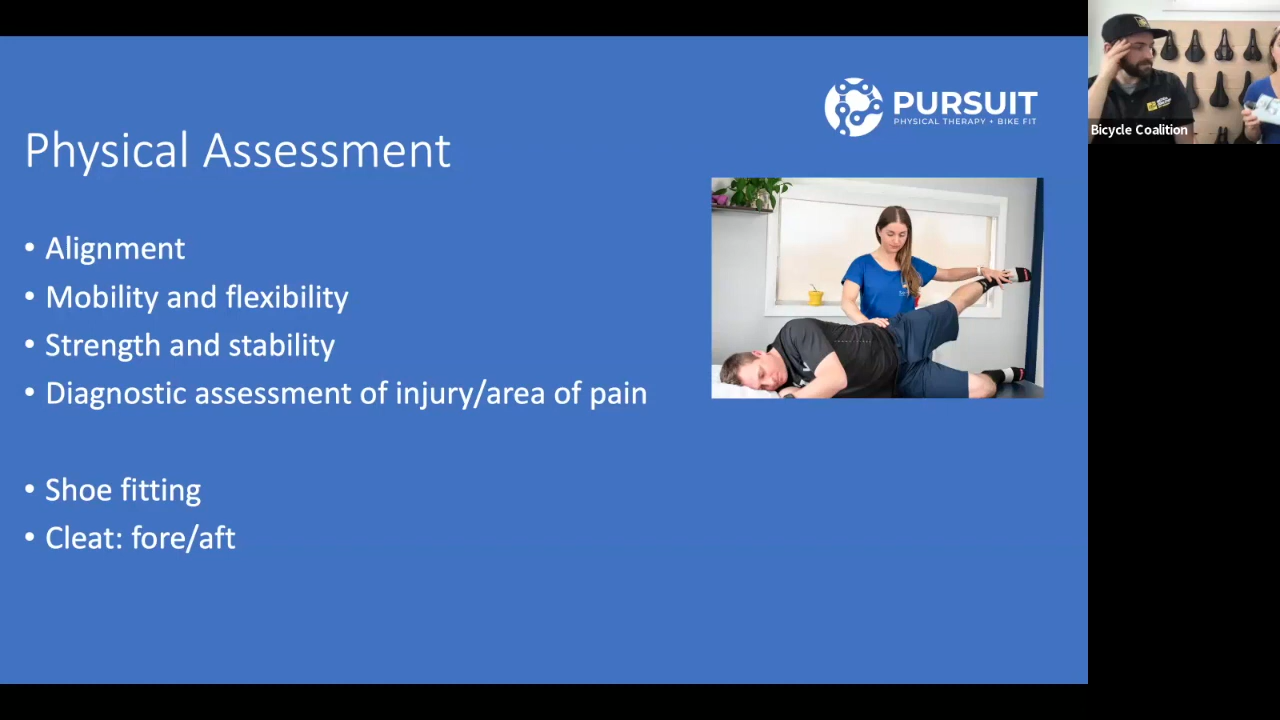 PURSUIT
PHYSICAL THERAPY + BIKE FIT
Physical Assessment
• Alignment
• Mobility and flexibility
• Strength and stability
• Diagnostic assessment of injury/area of pain
• Shoe fitting
• Cleat: fore/aft
Bicycle Coalition